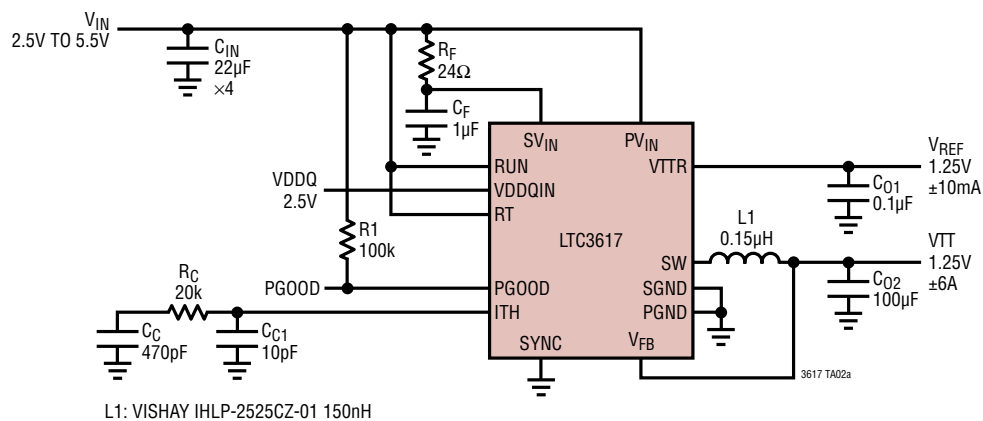 VIN
2.5V TO 5.5V
CIN
22µF
×4
RF
24Ω
CF
1µF
SVIN
PVIN
RUN
VTTR
VREF
1.25V
±10mA
CO1
0.1µF
VDDQ
2.5V
VDDQIN
RT
R1
100k
LTC3617
L1
0.15µH
SW
VTT
1.25V
±6A
CO2
100µF
RC
20k
PGOOD
PGOOD
SGND
ITH
PGND
CC
470pF
CC1
10pF
SYNC
VFB
3617 TA02a
L1: VISHAY IHLP-2525CZ-01 150nH